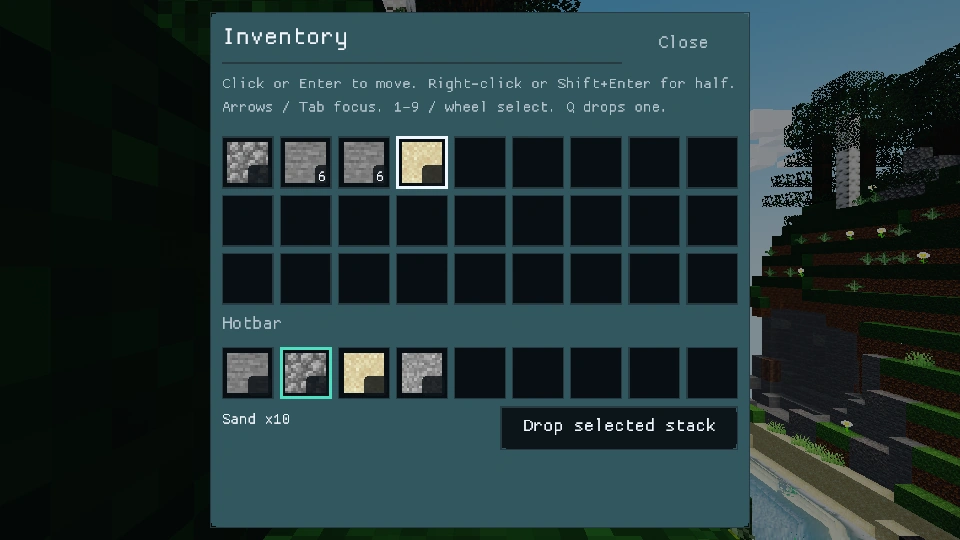 Inventory
Close
Click or Enter to move. Right-click or Shift+Enter for half.
Arrows / Tab focus. 1-9 / wheel select. Q drops one.
6
6
Hotbar
Sand x10
Drop selected stack